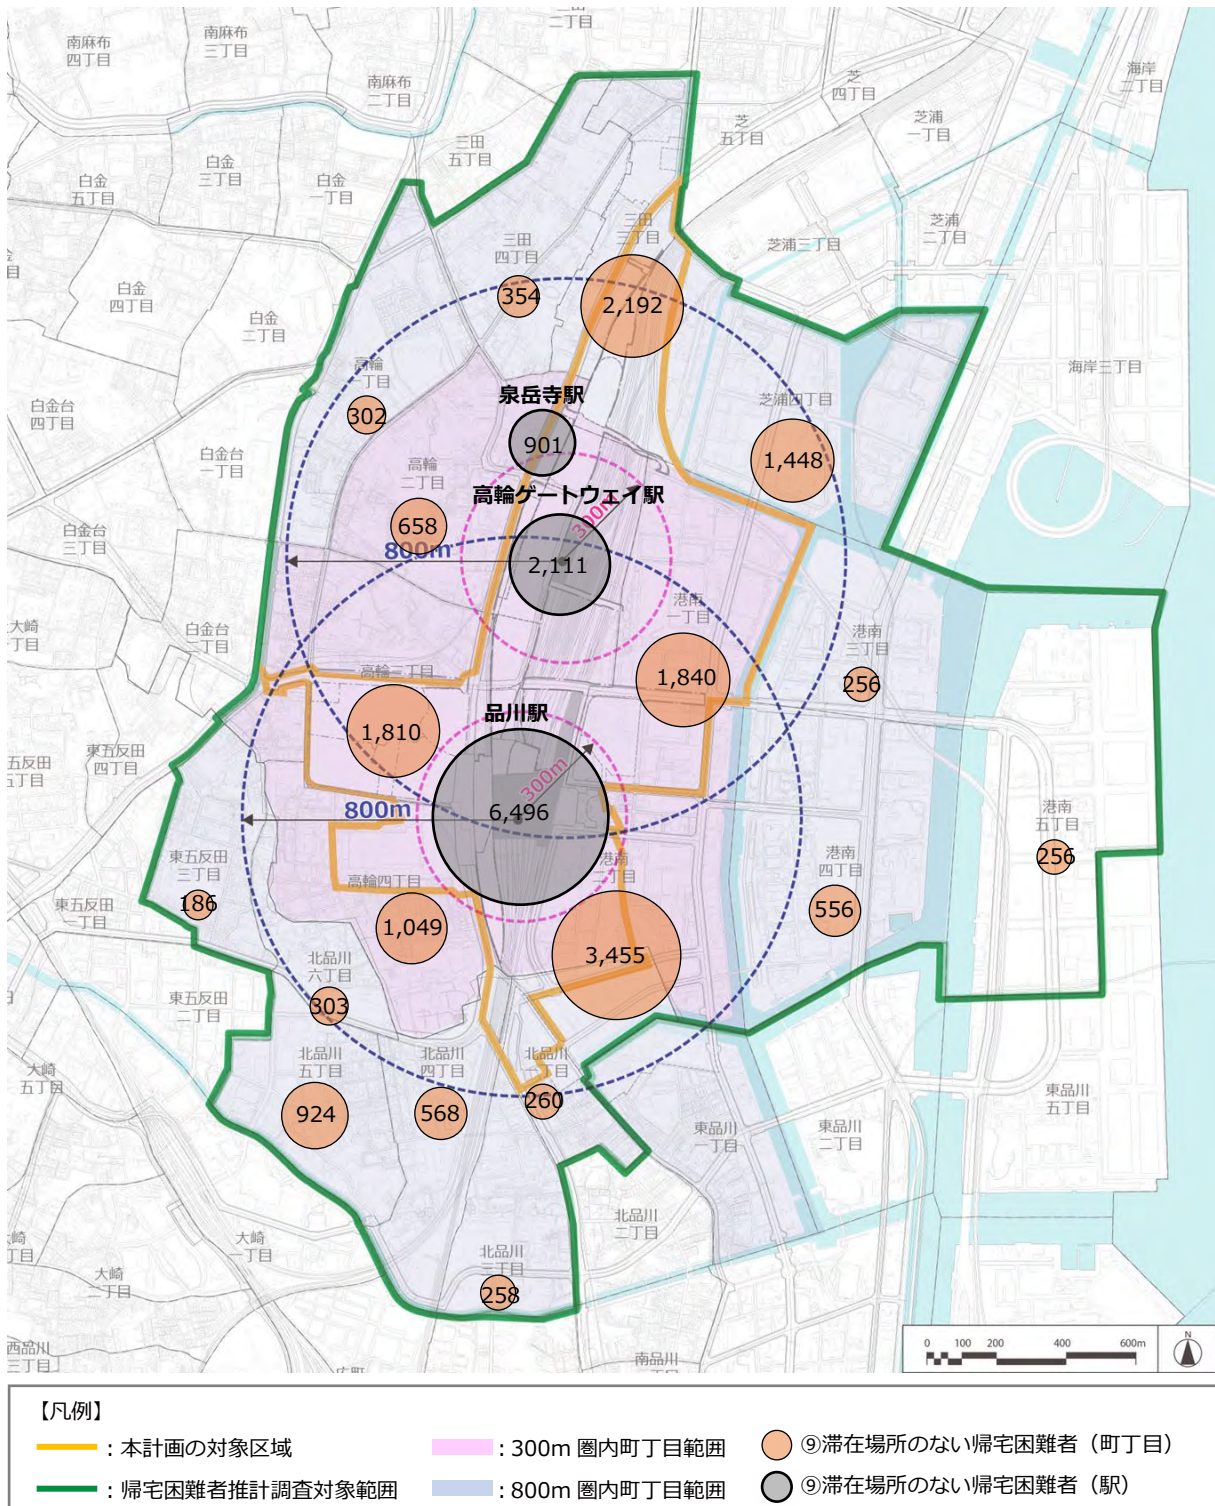 南麻布
四丁目
南麻布
三丁目
二田
二丁目
南麻布
二丁目
芝
四丁目
海岸
二丁目
芝浦
一丁目
芝
五丁目
三田
五丁目
白金
三丁目
白金
五丁目
白金
一丁目
三田
四丁目
三田
三丁目
芝浦三丁目
芝浦
二丁目
白金
四丁目
白金
二丁目
354
2,192
高輪
一丁目
302
海岸三丁目
白金台
四丁目
白金台
一丁目
泉岳寺駅
901
芝浦四丁目
1,448
高輪
二丁目
658
高輪ゲートウェイ駅
300m
800m
2,111
白金台
三丁目
大崎
丁目
白金台
二丁目
港南
一丁目
1,840
港南
三丁目
256
高輪三丁目
1,810
品川駅
300m
6,496
800m
東五反田
四丁目
五反田
五丁目
港南
五丁目
256
東五反田
三丁目
186
東五反田
一丁目
高輪四丁目
1,049
港南
二丁目
3,455
港南
四丁目
556
北品川
六丁目
303
東五反田
二丁目
大崎
五丁目
北品川
五丁目
924
北品川
四丁目
568
北品川
一丁目
260
東品川
一丁目
東品川
二丁目
東品川
五丁目
北品川
二丁目
大崎
一丁目
大崎
二丁目
崎
丁目
北品川
三丁目
258
西品川
三丁目
南品川
0 100 200 400 600m
N
【凡例】
：本計画の対象区域
：300m 圏内町丁目範囲
⑨滞在場所のない帰宅困難者（町丁目）
：帰宅困難者推計調査対象範囲
：800m 圏内町丁目範囲
⑨滞在場所のない帰宅困難者（駅）